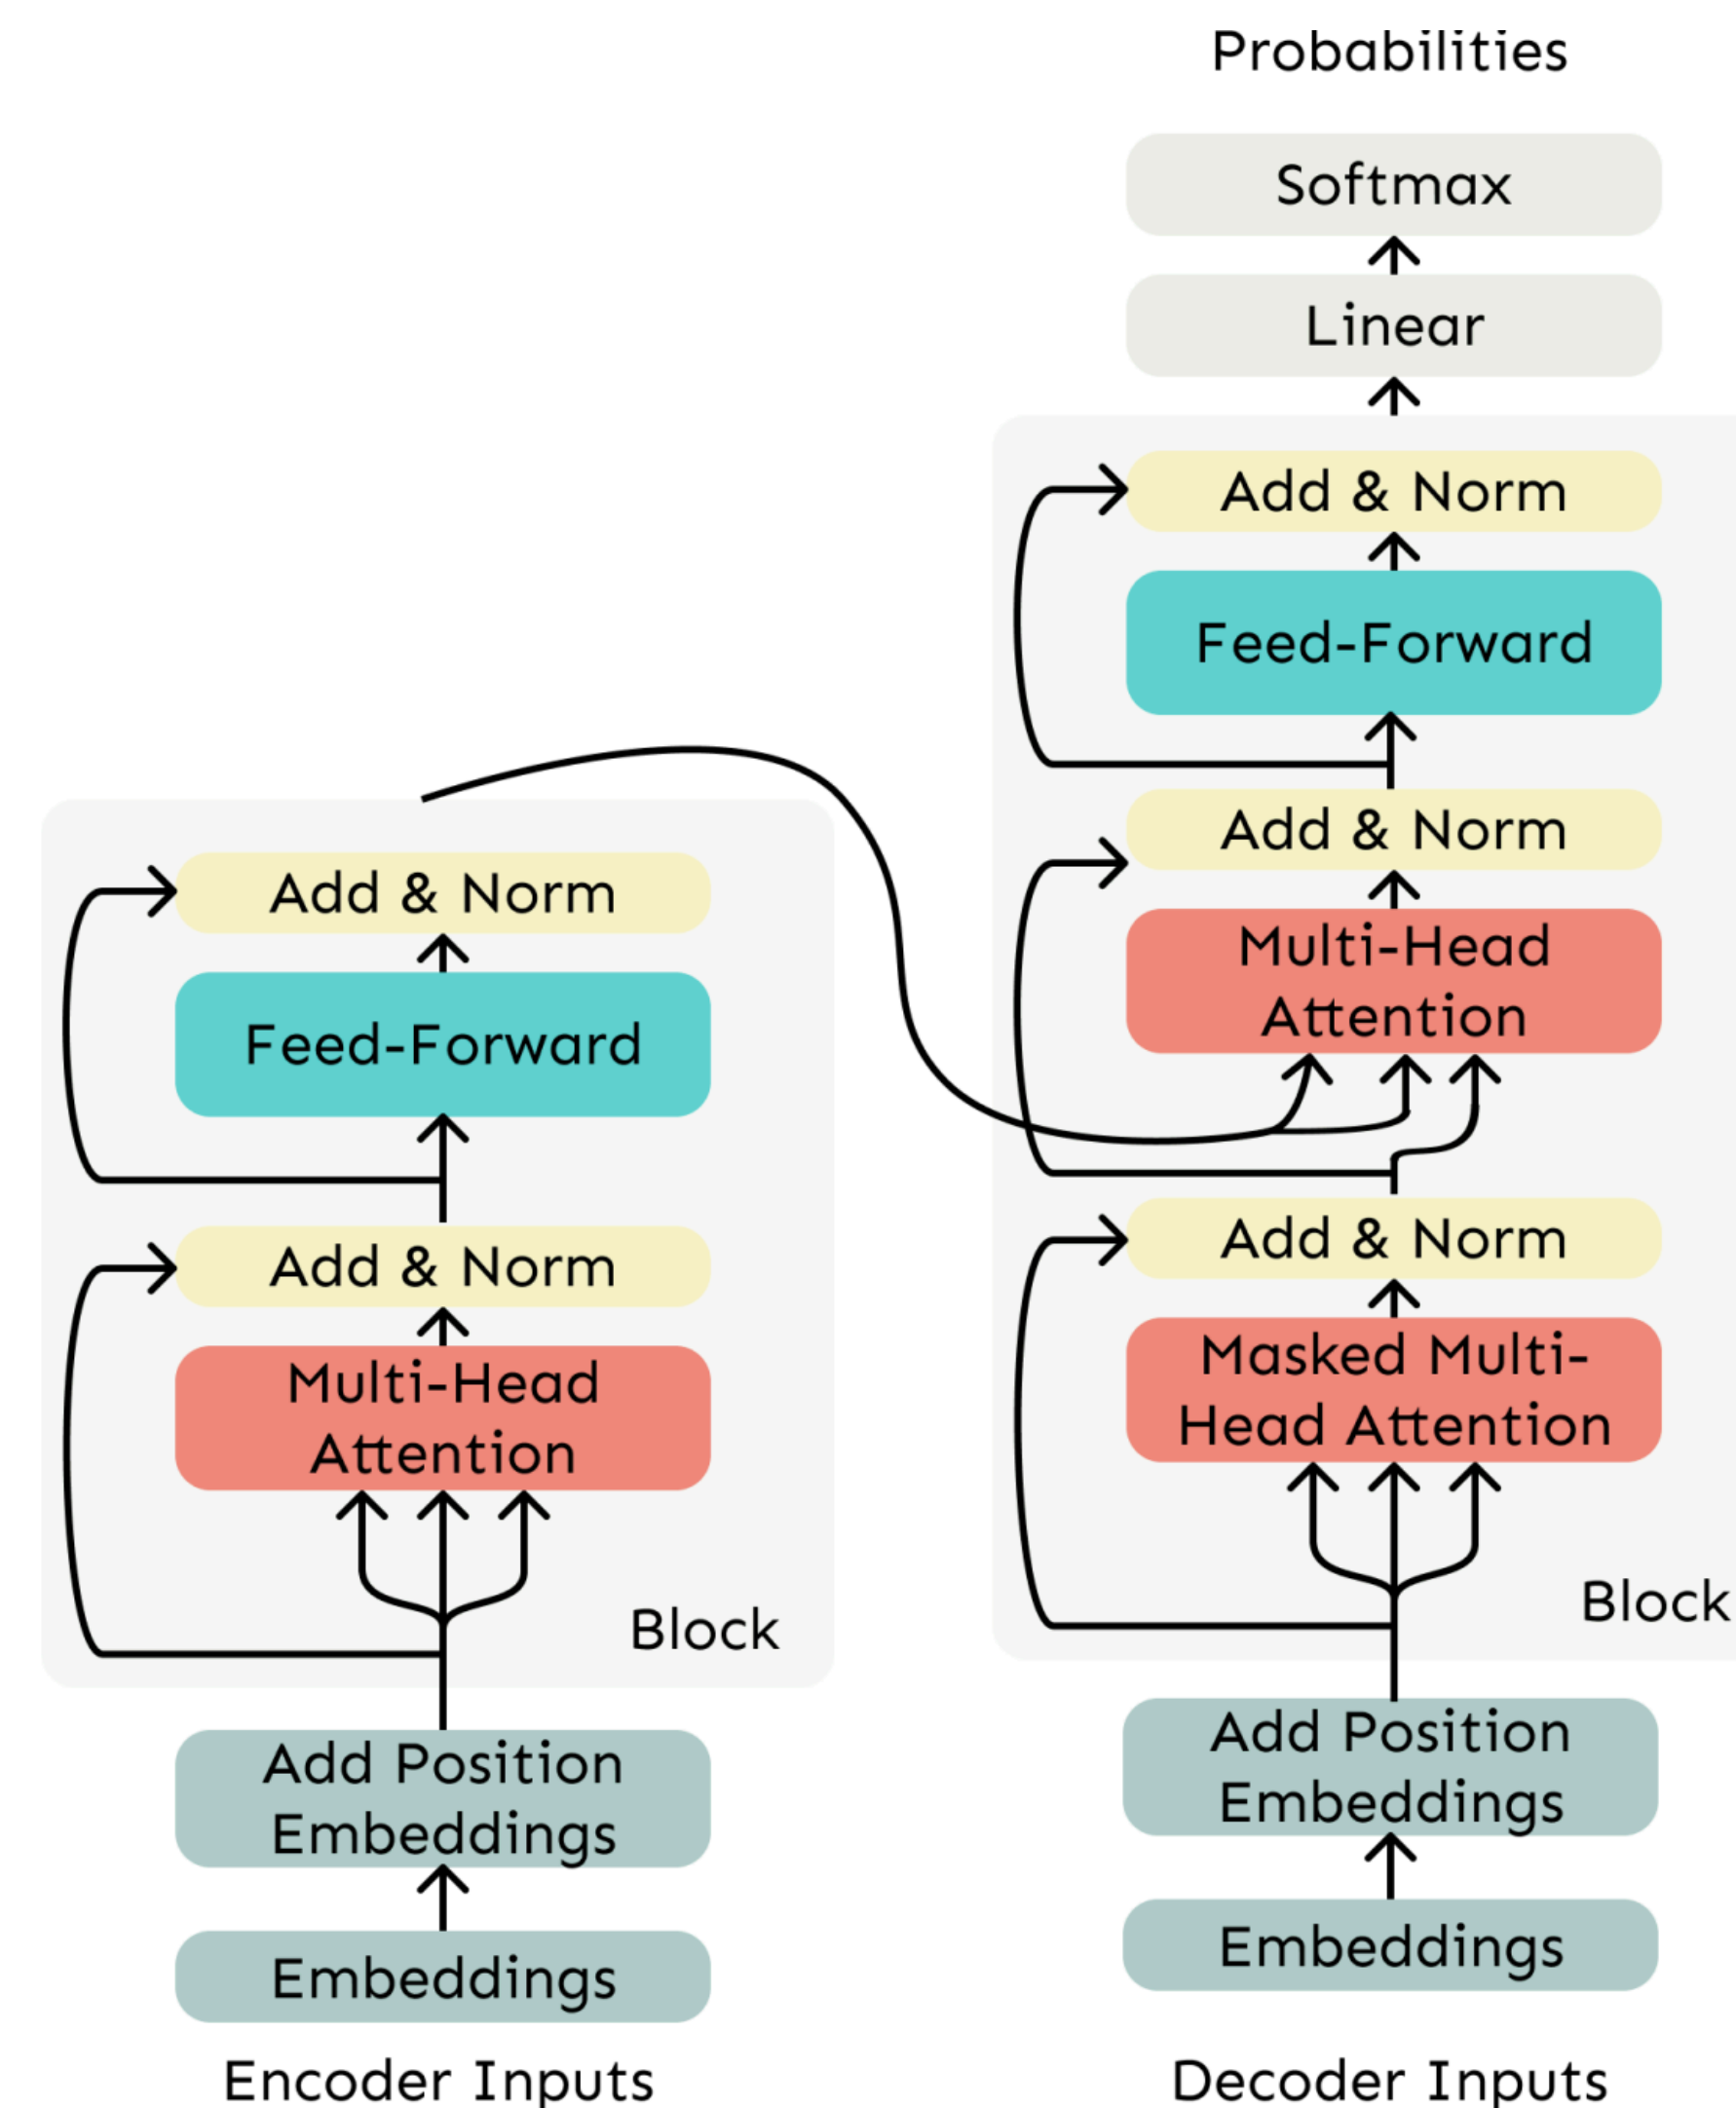 Probabilities
Softmax
Linear
Add & Norm
Feed-Forward
Add & Norm
Multi-Head
Attention
Add & Norm
Masked Multi-
Head Attention
Block
Add Position
Embeddings
Embeddings
Decoder Inputs
Add & Norm
Feed-Forward
Add & Norm
Multi-Head
Attention
Block
Add Position
Embeddings
Embeddings
Encoder Inputs